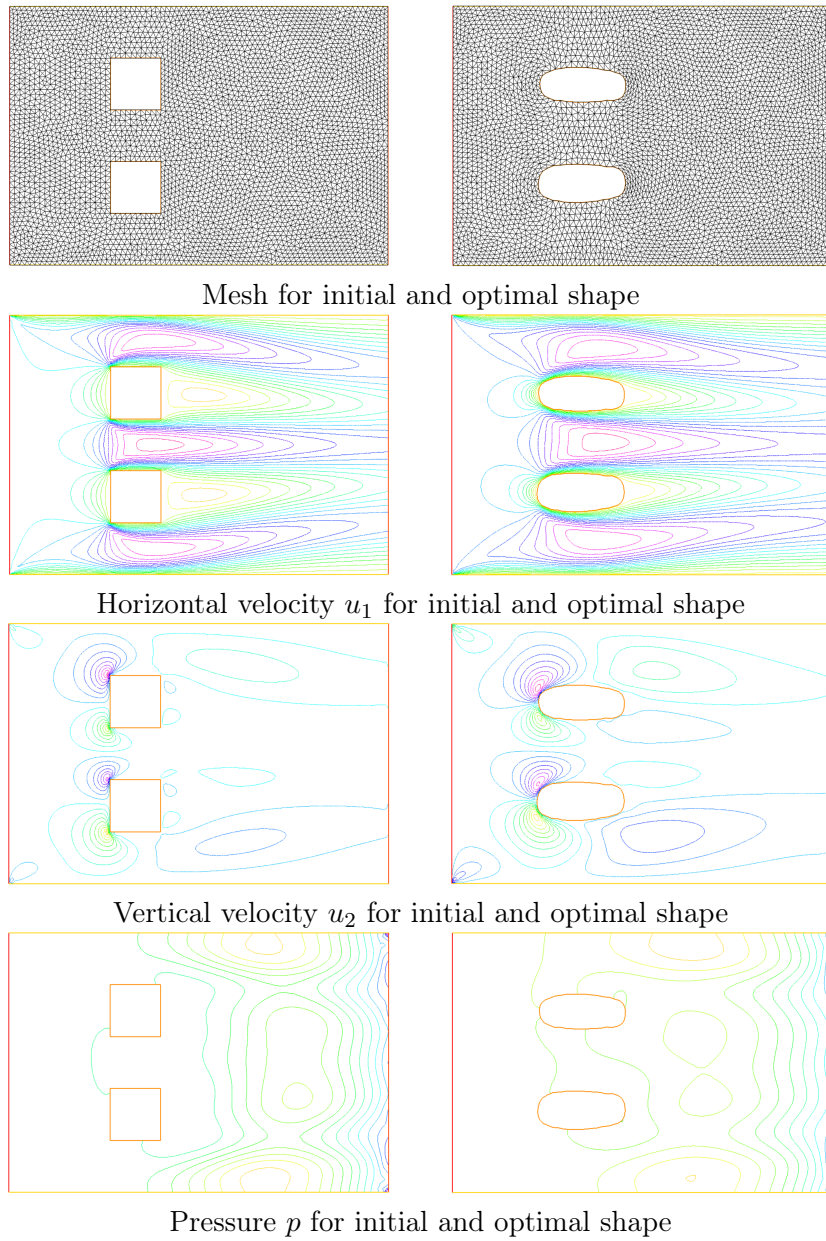 Mesh for initial and optimal shape
Horizontal velocity u₁ for initial and optimal shape
Vertical velocity u₂ for initial and optimal shape
Pressure p for initial and optimal shape